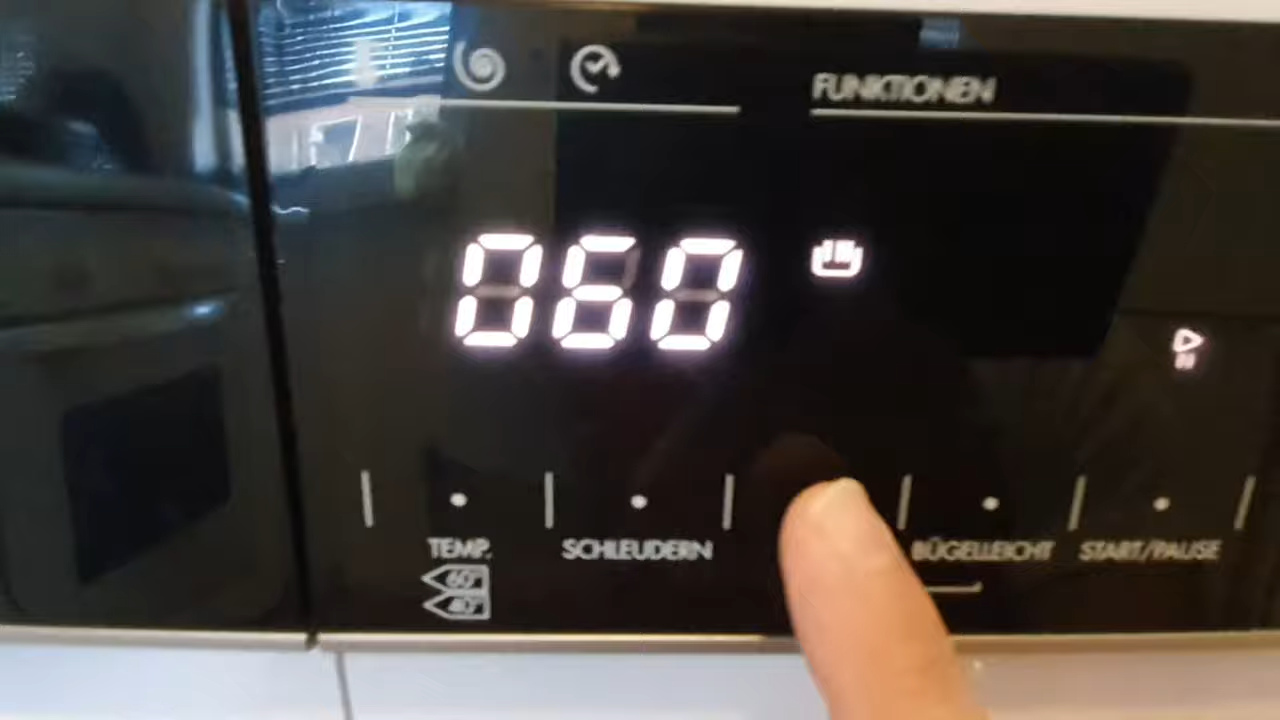 FUNKTIONEN
060
TEMP. SCHLEUDERN BÜGELLEICHT START/PAUSE
60°
40°